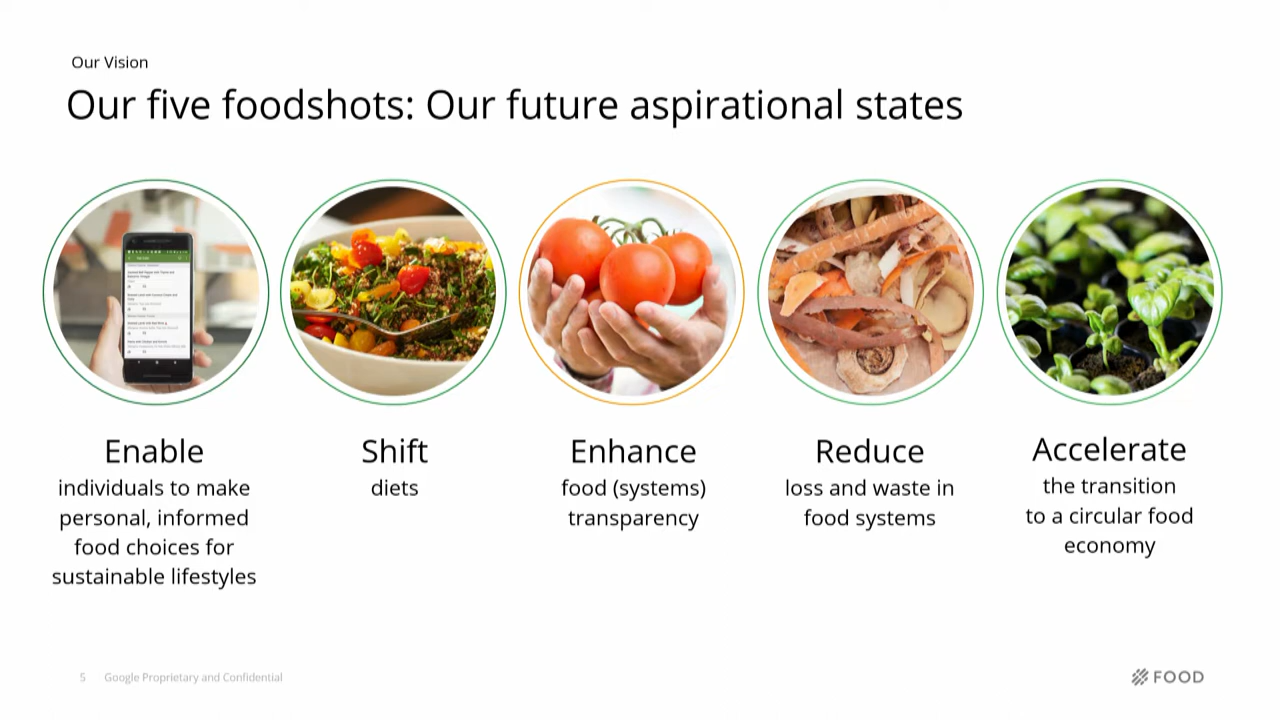 Our Vision
Our five foodshots: Our future aspirational states
Enable
individuals to make
personal, informed
food choices for
sustainable lifestyles
Shift
diets
Enhance
food (systems)
transparency
Reduce
loss and waste in
food systems
Accelerate
the transition
to a circular food
economy
5 Google Proprietary and Confidential
FOOD